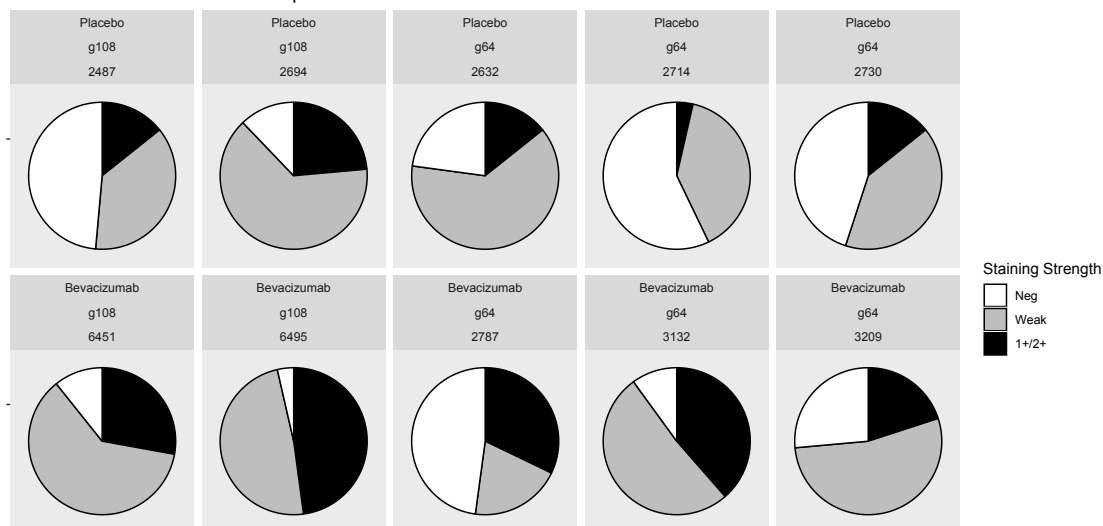 Placebo
g108
2487
Placebo
g108
2694
Placebo
g64
2632
Placebo
g64
2714
Placebo
g64
2730
Bevacizumab
g108
6451
Bevacizumab
g108
6495
Bevacizumab
g64
2787
Bevacizumab
g64
3132
Bevacizumab
g64
3209
Staining Strength
Neg
Weak
1+/2+